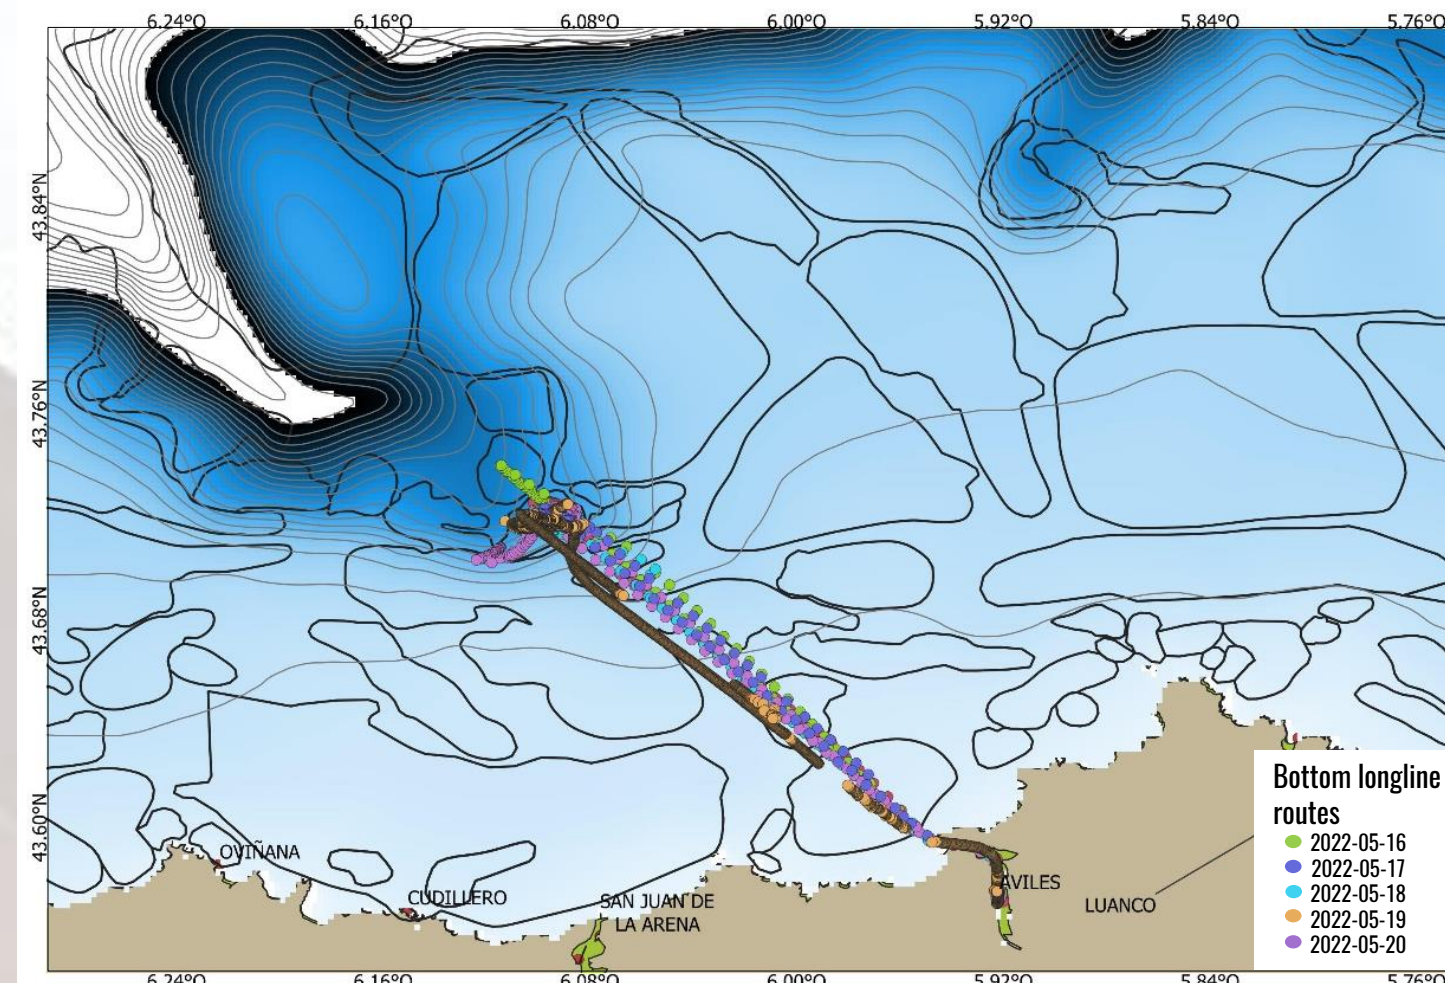 6.24°O 6.16°O 6.08°O 6.00°O 5.92°O 5.84°O 5.76°O
43.84°N
43.76°N
43.68°N
43.60°N
OVIÑANA
CUDILLERO
SAN JUAN DE
LA ARENA
AVILES
LUANCO
Bottom longline
routes
2022-05-16
2022-05-17
2022-05-18
2022-05-19
2022-05-20
6.24°O 6.16°O 6.08°O 6.00°O 5.92°O 5.84°O 5.76°O